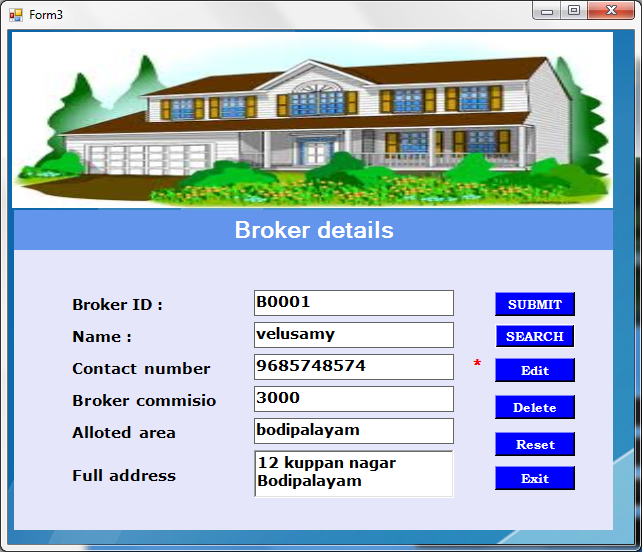 Form3
Broker details
Broker ID : B0001 SUBMIT
Name : velusamy SEARCH
Contact number 9685748574 * Edit
Broker commisio 3000 Delete
Alloted area bodipalayam Reset
Full address 12 kuppan nagar Exit
Bodipalayam